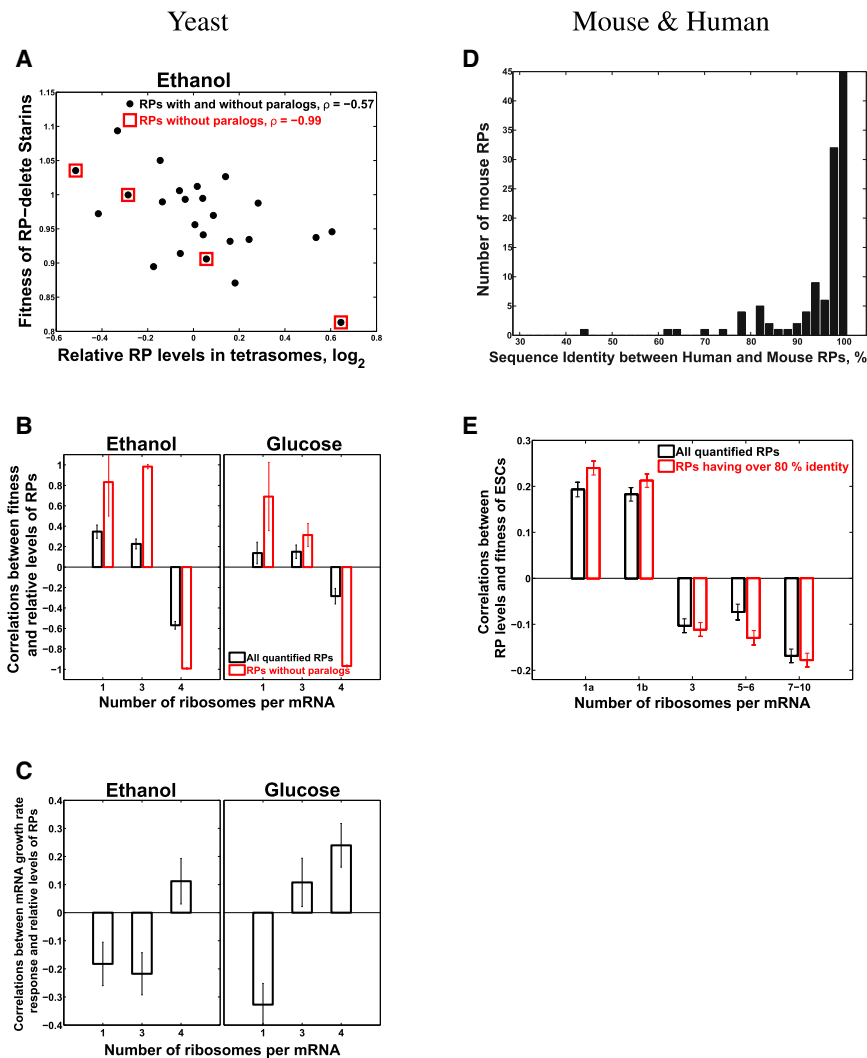 Yeast
Mouse & Human
A
Ethanol
RPs with and without paralogs, ρ = −0.57
RPs without paralogs, ρ = −0.99
Fitness of RP−delete Starins
1.15
1.1
1.05
1
0.95
0.9
0.85
0.8
−0.6 −0.4 −0.2 0 0.2 0.4 0.6 0.8
Relative RP levels in tetrasomes, log2
D
Number of mouse RPs
45
40
35
30
25
20
15
10
5
0
30 40 50 60 70 80 90 100
Sequence Identity between Human and Mouse RPs, %
B
Ethanol Glucose
Correlations between fitness
and relative levels of RPs
1
0.8
0.6
0.4
0.2
0
−0.2
−0.4
−0.6
−0.8
−1
All quantified RPs
RPs without paralogs
1 3 4 1 3 4
Number of ribosomes per mRNA
E
All quantified RPs
RPs having over 80 % identity
Correlations between
RP levels and fitness of ESCs
0.3
0.2
0.1
0
−0.1
−0.2
1a 1b 3 5−6 7−10
Number of ribosomes per mRNA
C
Ethanol Glucose
Correlations between mRNA growth rate
response and relative levels of RPs
0.4
0.3
0.2
0.1
0
−0.1
−0.2
−0.3
−0.4
1 3 4 1 3 4
Number of ribosomes per mRNA